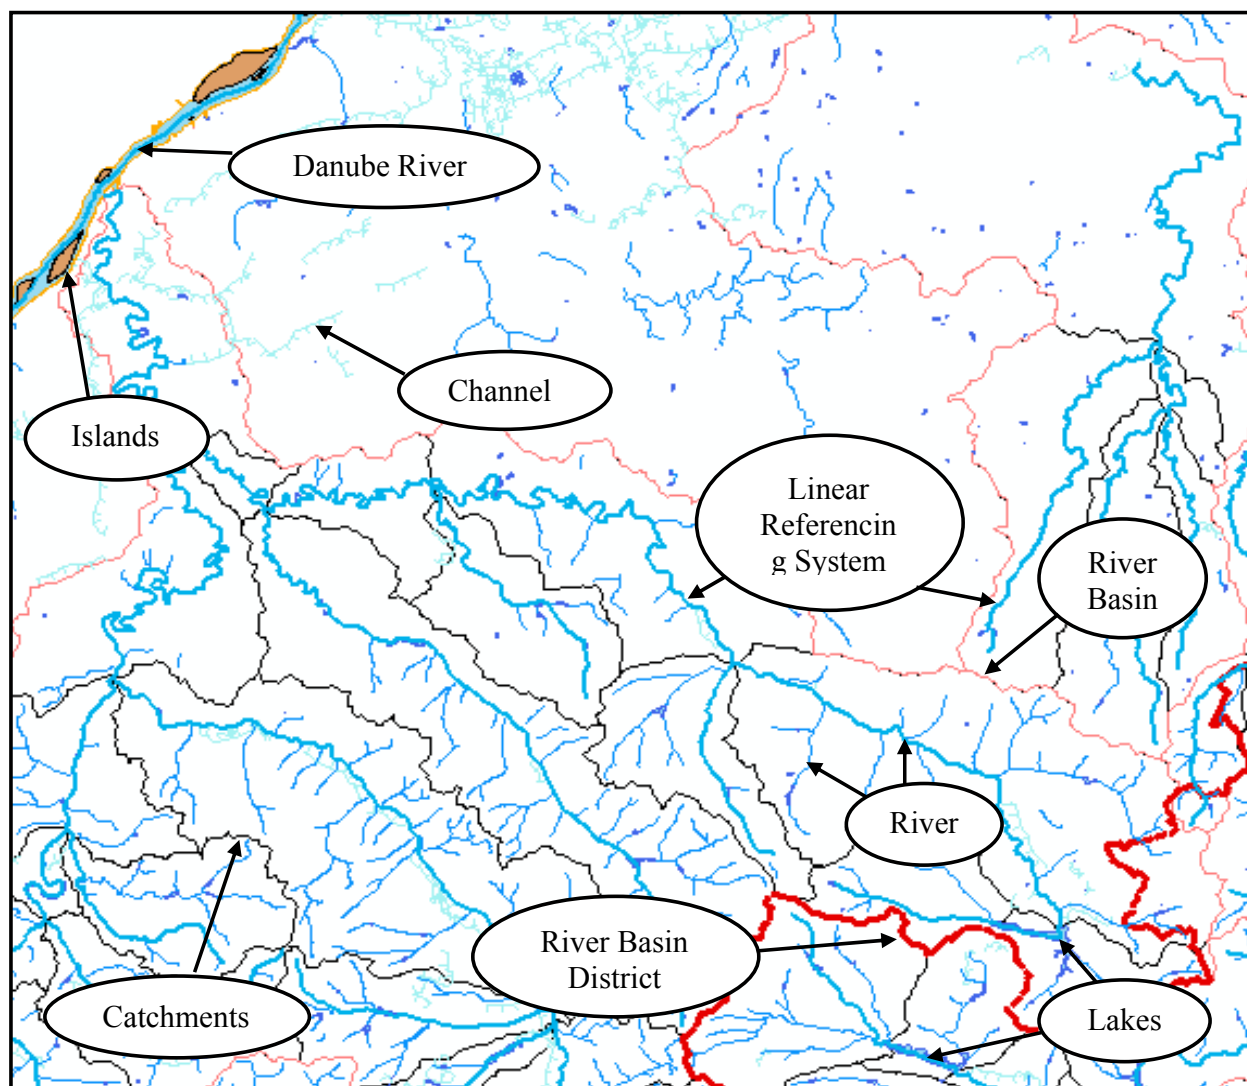 Danube River
Channel
Islands
Linear
Referencin
g System
River
Basin
River
River Basin
District
Catchments
Lakes